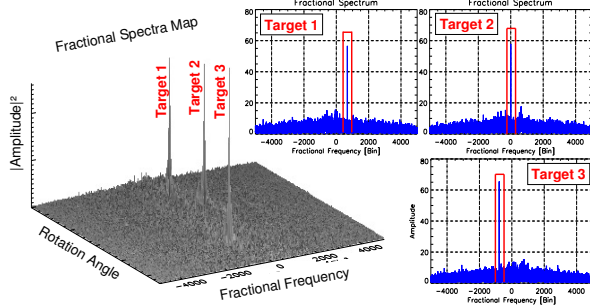 Fractional Spectra Map
Target 1
Target 2
Target 3
|Amplitude|²
Rotation Angle
Fractional Frequency
−4000
−2000
0
2000
4000
Fractional Spectrum
Target 1
80
60
40
20
0
−4000 −2000 0 2000 4000
Fractional Frequency [Bin]
Fractional Spectrum
Target 2
80
60
40
20
0
−4000 −2000 0 2000 4000
Fractional Frequency [Bin]
Target 3
Amplitude
80
60
40
20
0
−4000 −2000 0 2000 4000
Fractional Frequency [Bin]